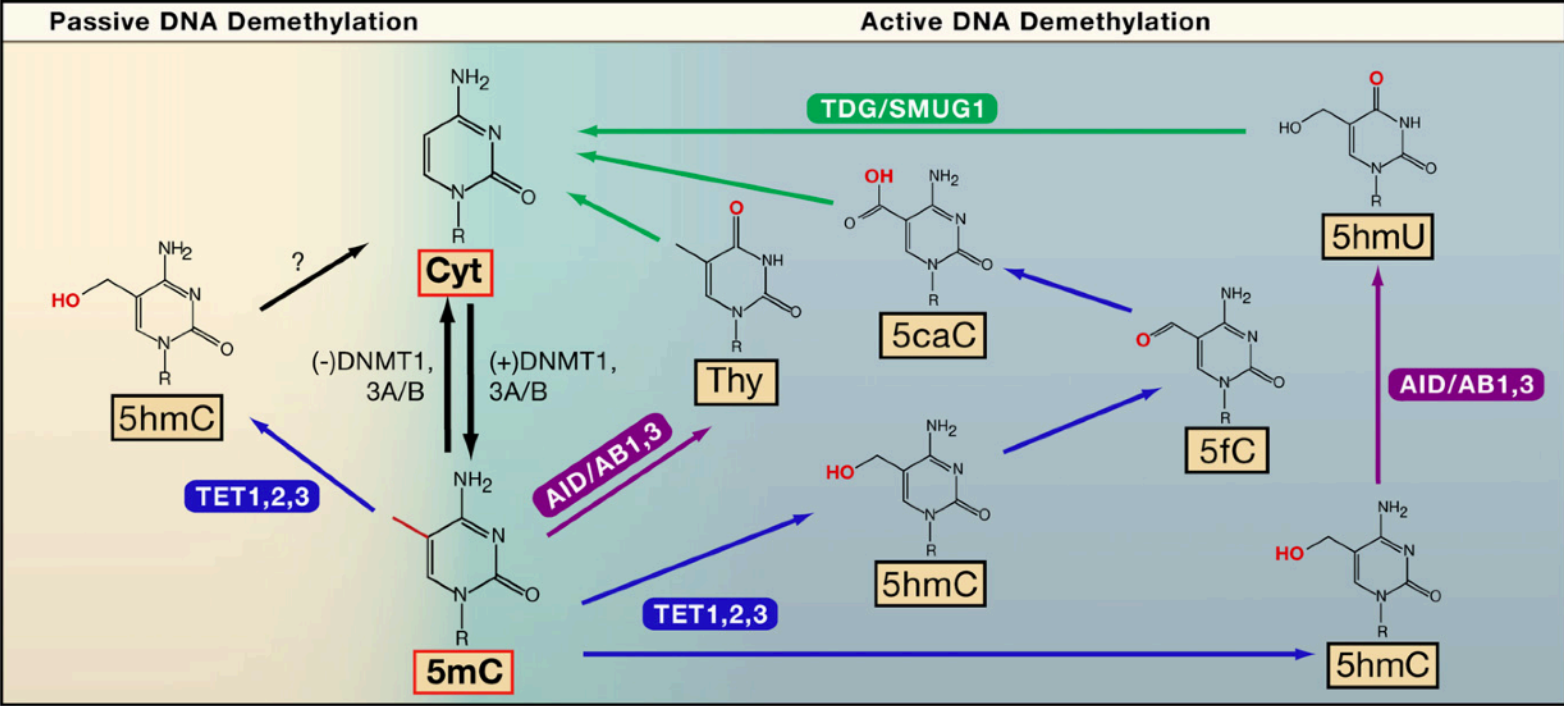 Passive DNA Demethylation
Active DNA Demethylation
NH2
N
N
O
R
Cyt
TDG/SMUG1
O
HO
NH
N
O
R
5hmU
OH
NH2
O
N
N
O
R
5caC
O
NH
N
O
R
Thy
NH2
HO
N
N
O
R
5hmC
?
(-)DNMT1,
3A/B
(+)DNMT1,
3A/B
NH2
O
N
N
O
R
5fC
AID/AB1,3
AID/AB1,3
TET1,2,3
NH2
N
N
O
R
5mC
NH2
HO
N
N
O
R
5hmC
TET1,2,3
NH2
HO
N
N
O
R
5hmC